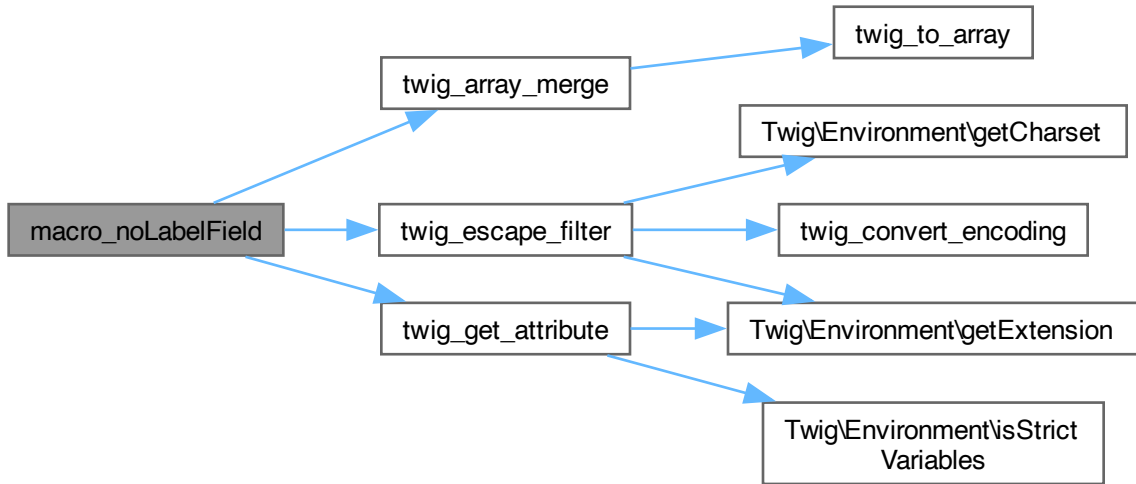 twig_to_array
twig_array_merge
Twig\Environment\getCharset
macro_noLabelField
twig_escape_filter
twig_convert_encoding
twig_get_attribute
Twig\Environment\getExtension
Twig\Environment\isStrict
Variables